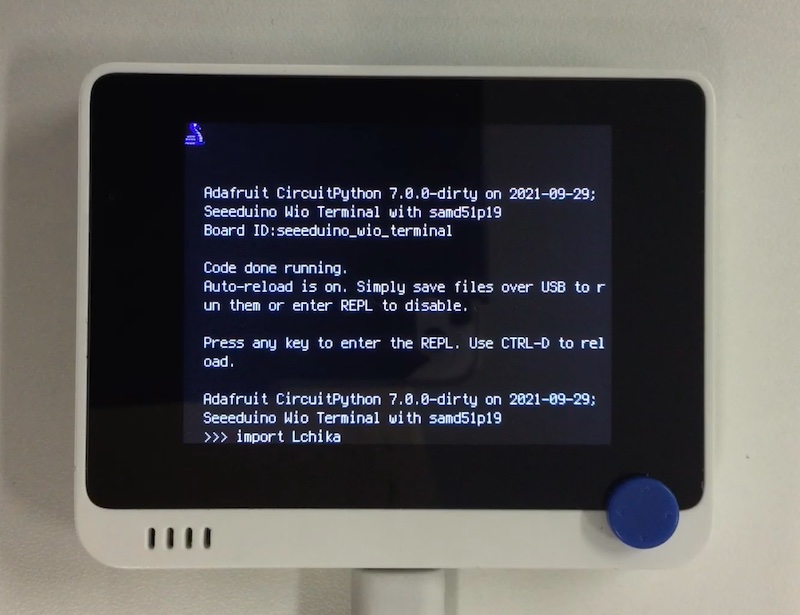 Adafruit CircuitPython 7.0.0-dirty on 2021-09-29;
Seeeduino Wio Terminal with samd51p19
Board ID:seeeduino_wio_terminal
Code done running.
Auto-reload is on. Simply save files over USB to r
un them or enter REPL to disable.
Press any key to enter the REPL. Use CTRL-D to rel
oad.
Adafruit CircuitPython 7.0.0-dirty on 2021-09-29;
Seeeduino Wio Terminal with samd51p19
>>> import Lchika